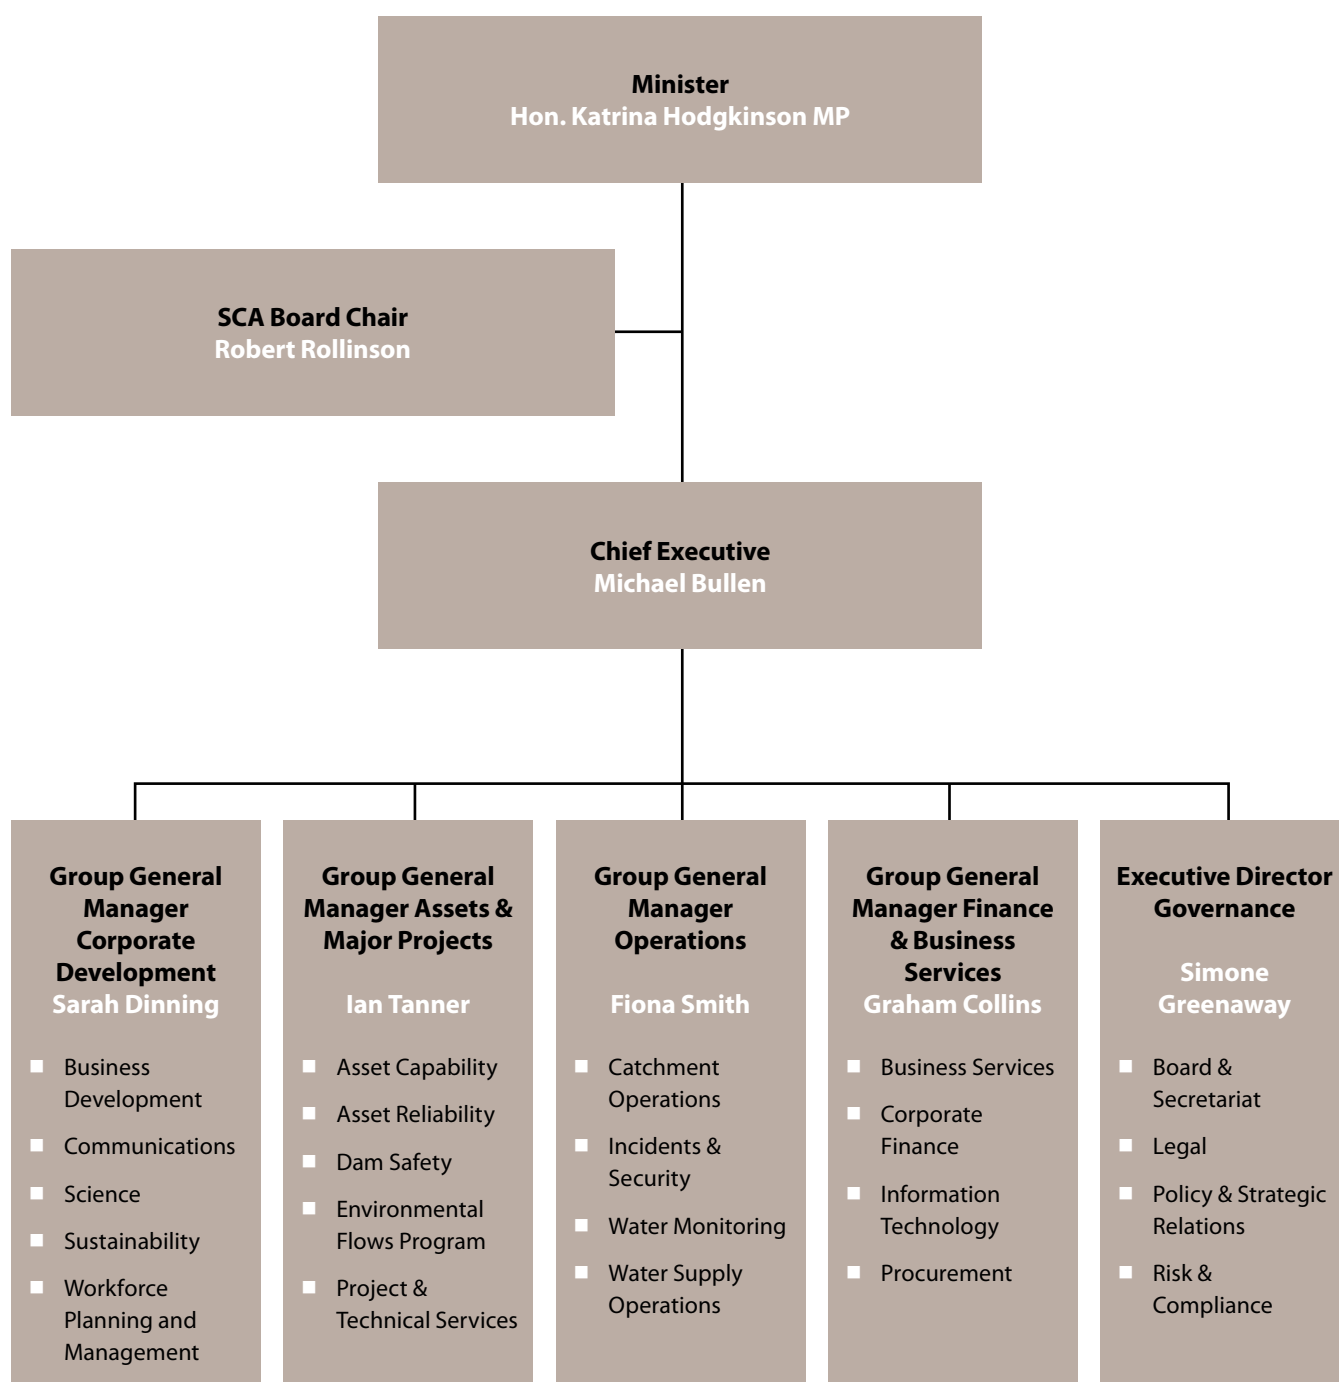 Minister
Hon. Katrina Hodgkinson MP
SCA Board Chair
Robert Rollinson
Chief Executive
Michael Bullen
Group General
Manager
Corporate
Development
Sarah Dinning
Business
Development
Communications
Science
Sustainability
Workforce
Planning and
Management
Group General
Manager Assets &
Major Projects
Ian Tanner
Asset Capability
Asset Reliability
Dam Safety
Environmental
Flows Program
Project &
Technical Services
Group General
Manager
Operations
Fiona Smith
Catchment
Operations
Incidents &
Security
Water Monitoring
Water Supply
Operations
Group General
Manager Finance
& Business
Services
Graham Collins
Business Services
Corporate
Finance
Information
Technology
Procurement
Executive Director
Governance
Simone
Greenaway
Board &
Secretariat
Legal
Policy & Strategic
Relations
Risk &
Compliance